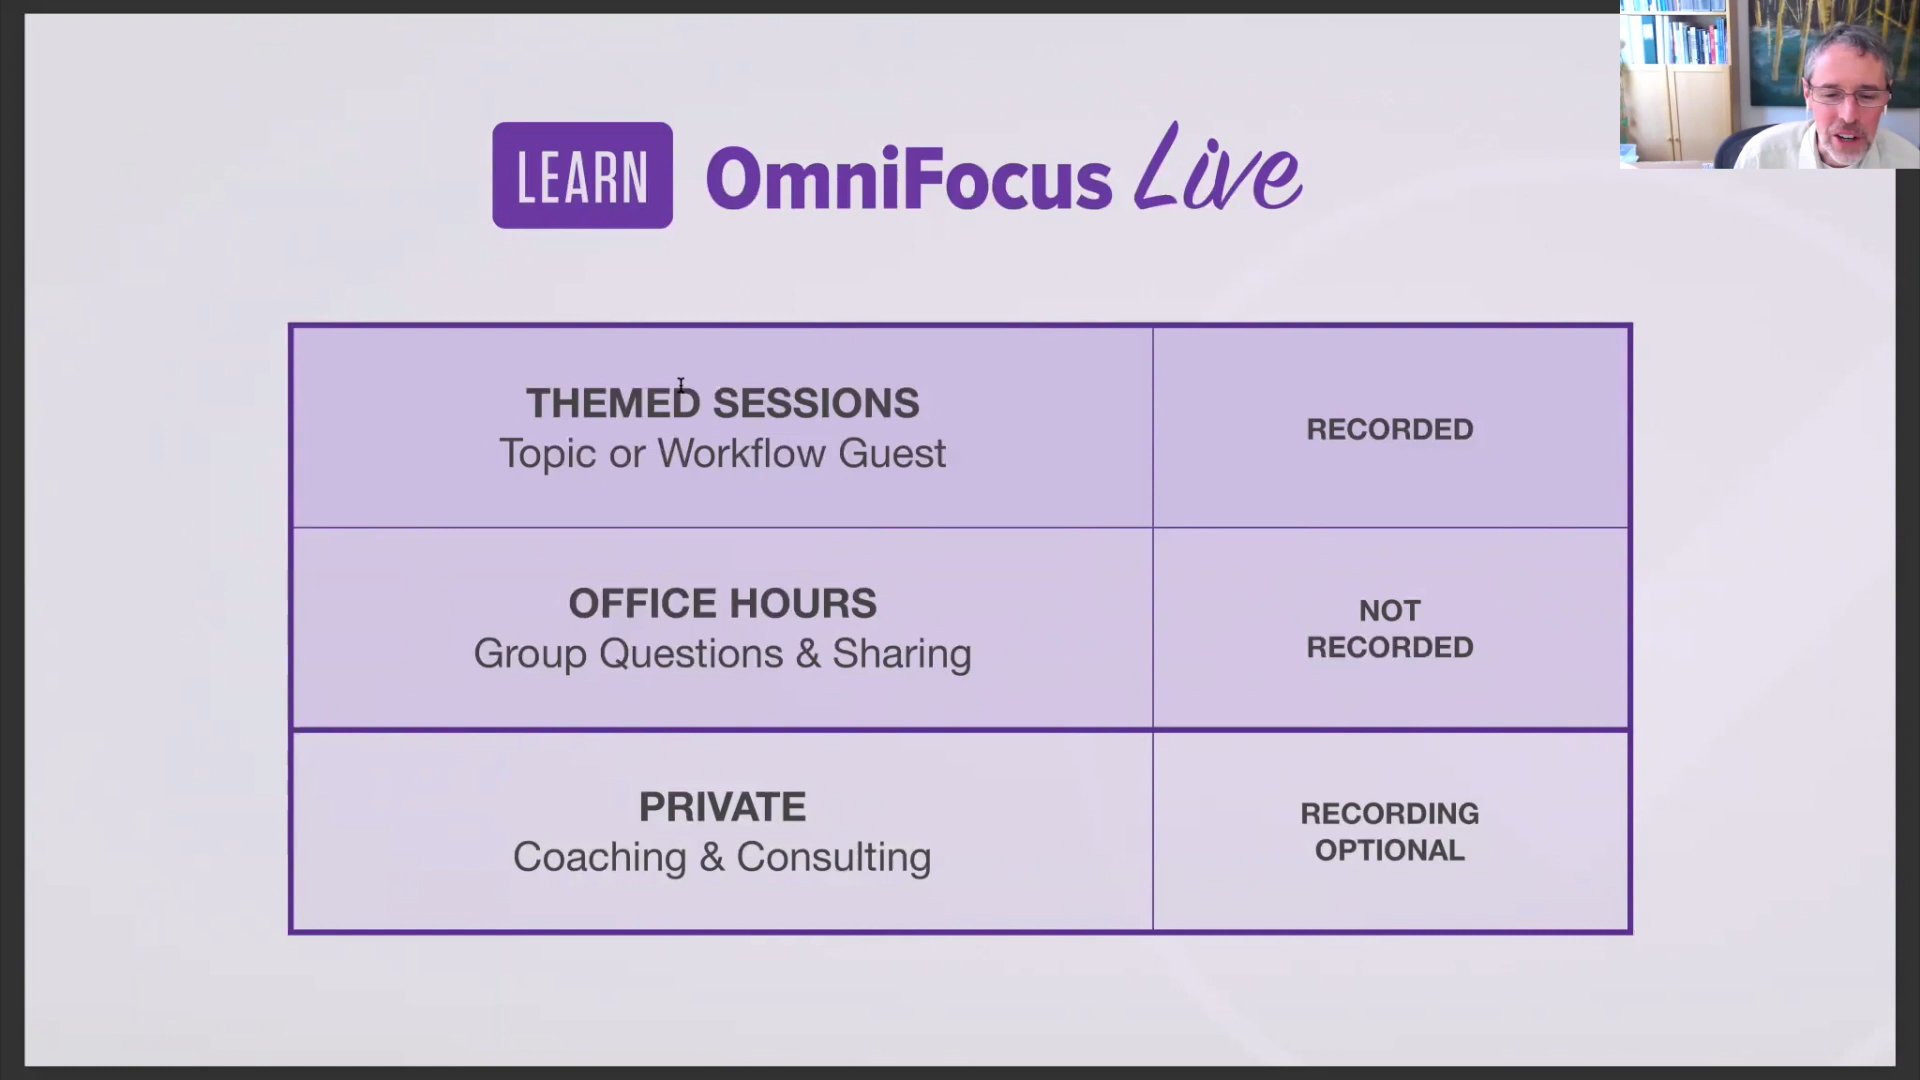 LEARN OmniFocus Live
THEMED SESSIONS
Topic or Workflow Guest
RECORDED
OFFICE HOURS
Group Questions & Sharing
NOT
RECORDED
PRIVATE
Coaching & Consulting
RECORDING
OPTIONAL